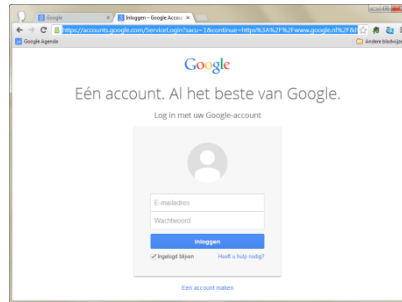 Google
Inloggen – Google Accou
https://accounts.google.com/ServiceLogin?sacu=1&continue=https%3A%2F%2Fwww.google.nl%2F
Google Agenda
Andere bladwijzers
Google
Eén account. Al het beste van Google.
Log in met uw Google-account
E-mailadres
Wachtwoord
Inloggen
Ingelogd blijven
Heeft u hulp nodig?
Een account maken